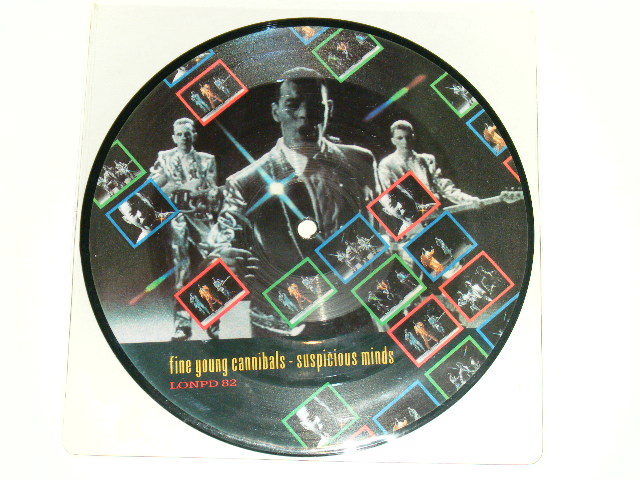 fine young cannibals - suspicious minds
LONPD 82